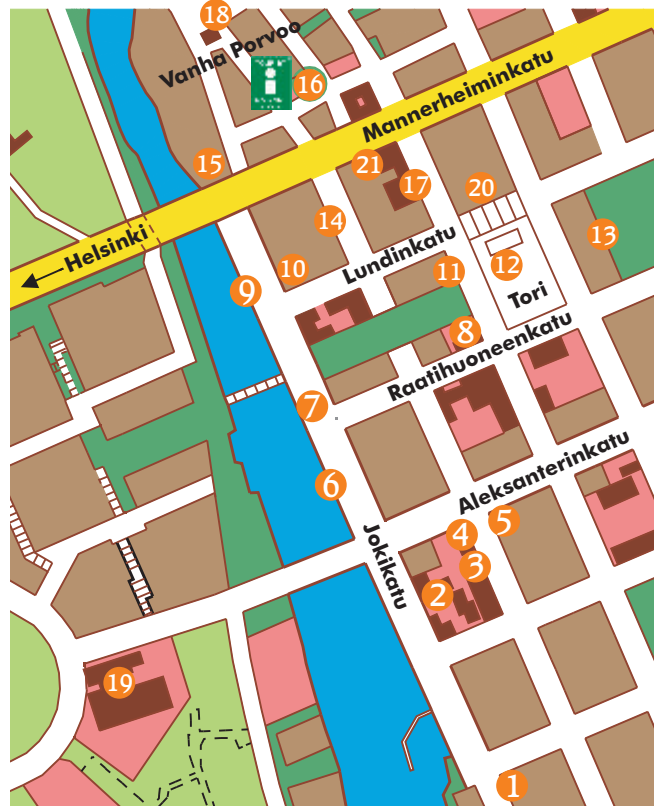 18
Vanha Porvoo
16
Mannerheiminkatu
15
21
17
20
14
13
Helsinki
Lundinkatu
10
11
12
9
Tori
8
Raatihuoneenkatu
7
6
Aleksanterinkatu
5
4
Jokikatu
3
2
19
1